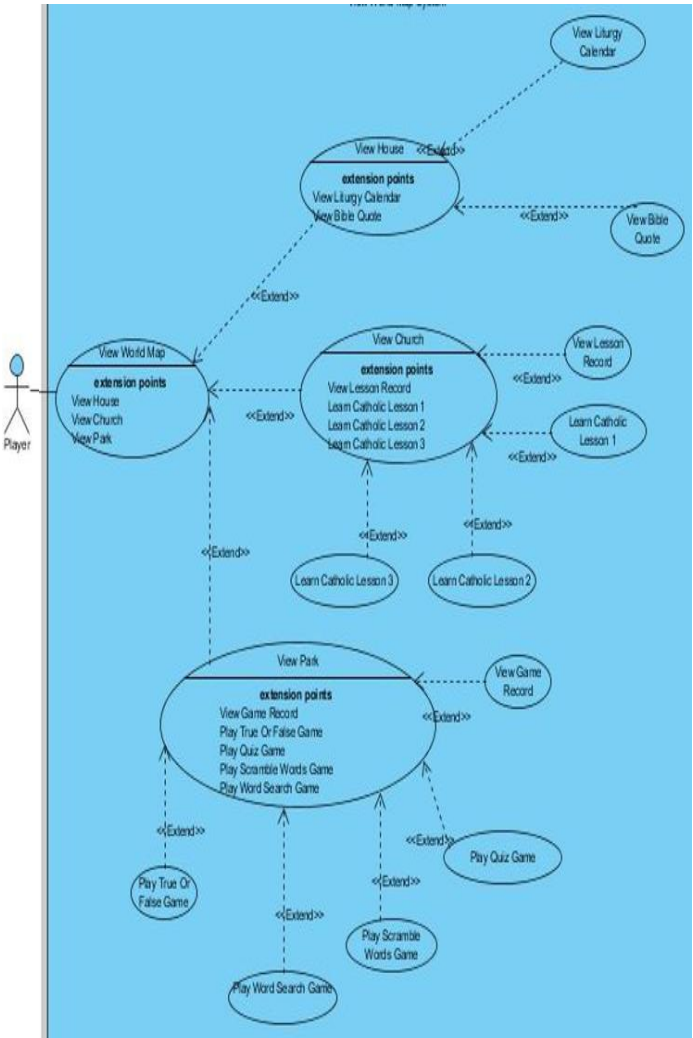 View World Map System
View Liturgy
Calendar
View House
<<Extend>>
extension points
View Liturgy Calendar
View Bible Quote
<<Extend>>
View Bible
Quote
<<Extend>>
View World Map
extension points
View House
View Church
View Park
Player
<<Extend>>
View Church
extension points
View Lesson Record
Learn Catholic Lesson 1
Learn Catholic Lesson 2
Learn Catholic Lesson 3
View Lesson
Record
<<Extend>>
Learn Catholic
Lesson 1
<<Extend>>
<<Extend>>
<<Extend>>
<<Extend>>
Learn Catholic Lesson 3
Learn Catholic Lesson 2
View Park
extension points
View Game Record
Play True Or False Game
Play Quiz Game
Play Scramble Words Game
Play Word Search Game
View Game
Record
<<Extend>>
<<Extend>>
<<Extend>>
Play Quiz Game
Play True Or
False Game
<<Extend>>
<<Extend>>
Play Scramble
Words Game
Play Word Search Game